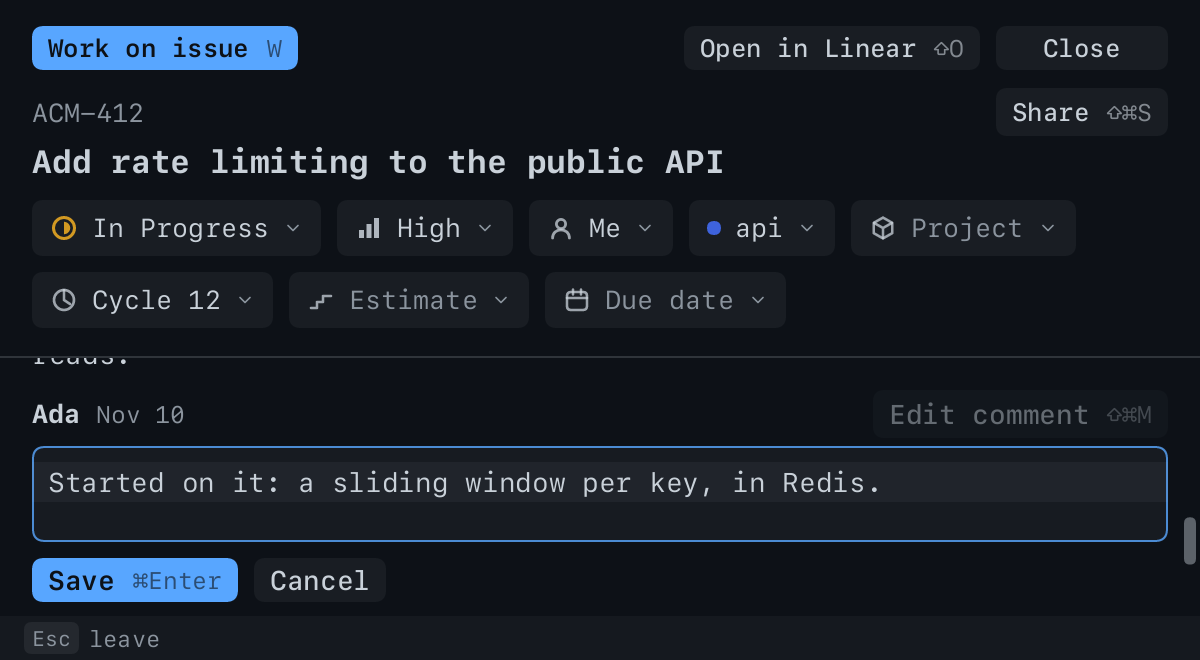 Work on issue W
Open in Linear ⇧O
Close
ACM-412
Share ⇧⌘S
Add rate limiting to the public API
In Progress
High
Me
api
Project
Cycle 12
Estimate
Due date
reads.
Ada Nov 10
Edit comment ⇧⌘M
Started on it: a sliding window per key, in Redis.
Save ⌘Enter
Cancel
Esc leave